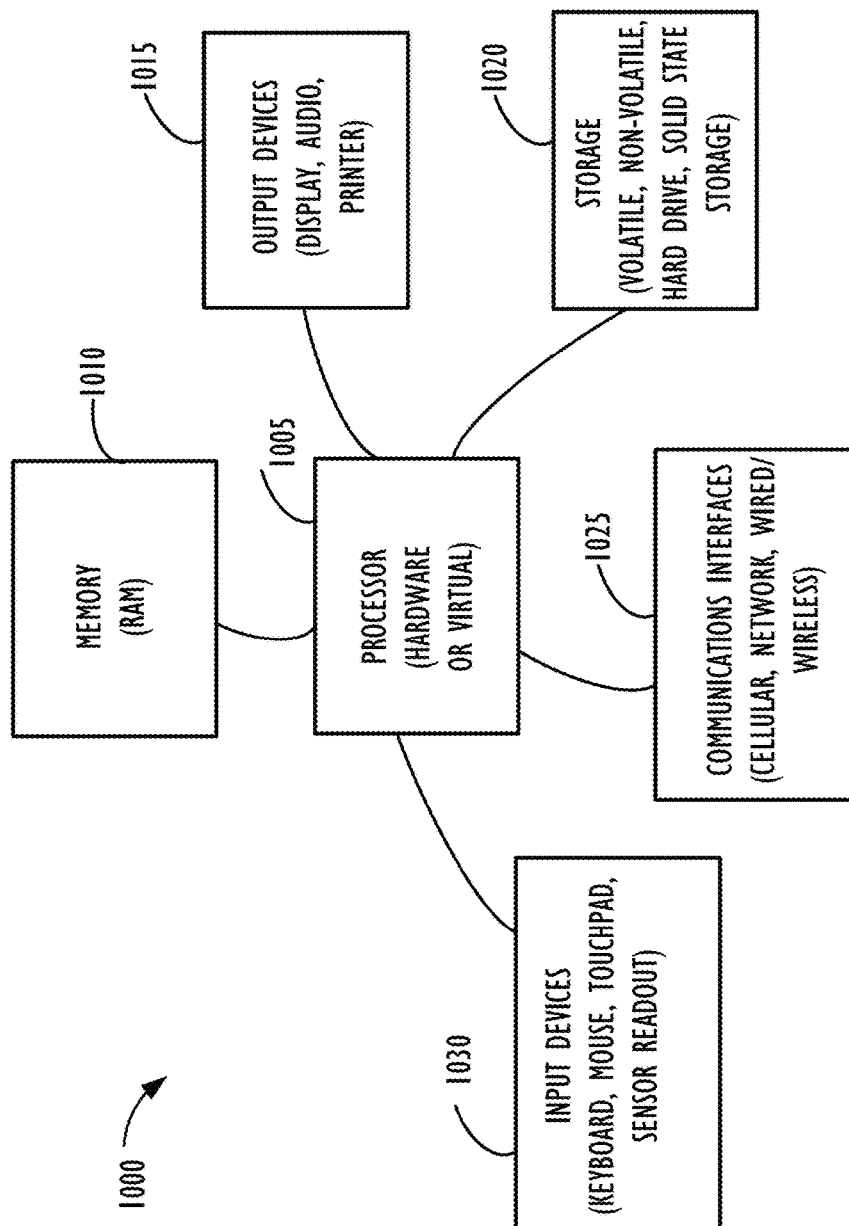 1000
MEMORY
(RAM)
1010
OUTPUT DEVICES
(DISPLAY, AUDIO,
PRINTER)
1015
PROCESSOR
(HARDWARE
OR VIRTUAL)
1005
INPUT DEVICES
(KEYBOARD, MOUSE, TOUCHPAD,
SENSOR READOUT)
1030
COMMUNICATIONS INTERFACES
(CELLULAR, NETWORK, WIRED/
WIRELESS)
1025
STORAGE
(VOLATILE, NON-VOLATILE,
HARD DRIVE, SOLID STATE
STORAGE)
1020